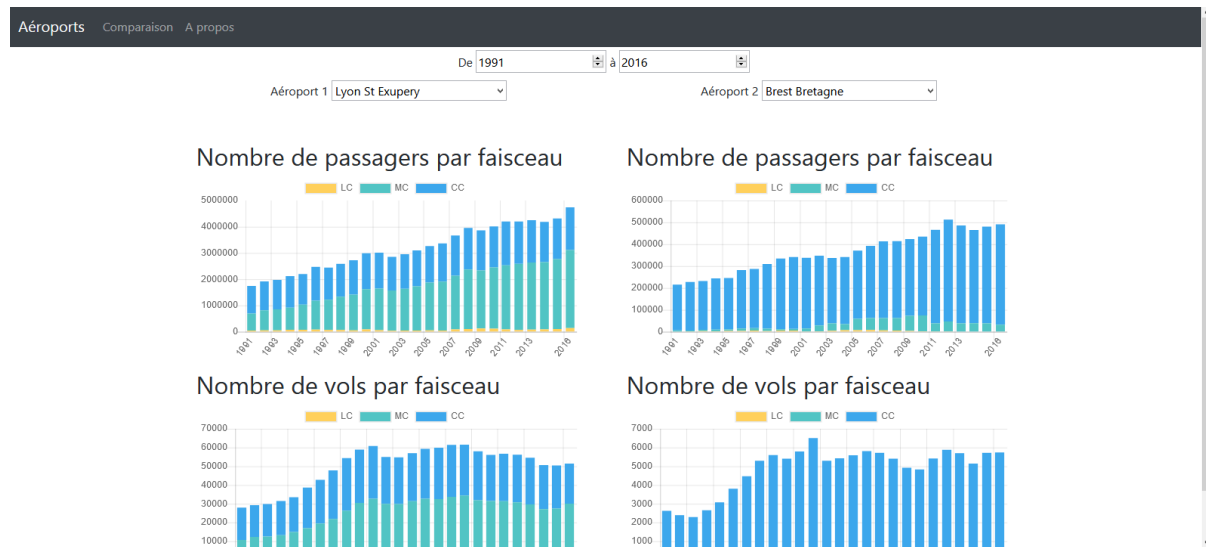 Aéroports Comparaison A propos
De 1991 à 2016
Aéroport 1 Lyon St Exupery Aéroport 2 Brest Bretagne
Nombre de passagers par faisceau
LC MC CC
5000000
4000000
3000000
2000000
1000000
0
1991 1993 1995 1997 1999 2001 2003 2005 2007 2009 2011 2013 2016
Nombre de passagers par faisceau
LC MC CC
600000
500000
400000
300000
200000
100000
0
1991 1993 1995 1997 1999 2001 2003 2005 2007 2009 2011 2013 2016
Nombre de vols par faisceau
LC MC CC
70000
60000
50000
40000
30000
20000
10000
Nombre de vols par faisceau
LC MC CC
7000
6000
5000
4000
3000
2000
1000